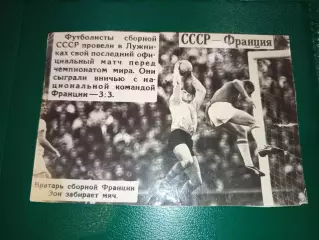 Футболисты сборной
СССР провели в Лужни-
ках свой последний офи-
циальный матч перед
чемпионатом мира. Они
сыграли вничью с на-
циональной командой
Франции—3:3.
СССР — Франция
Вратарь сборной Франции
Эон забирает мяч.